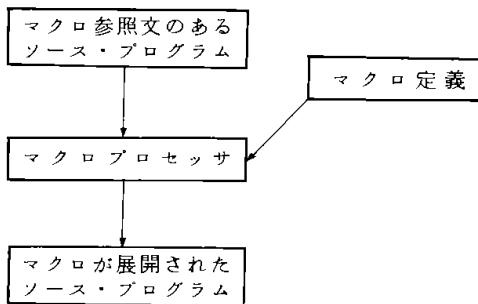 マクロ参照文のある
ソース・プログラム
マクロ定義
マクロプロセッサ
マクロが展開された
ソース・プログラム